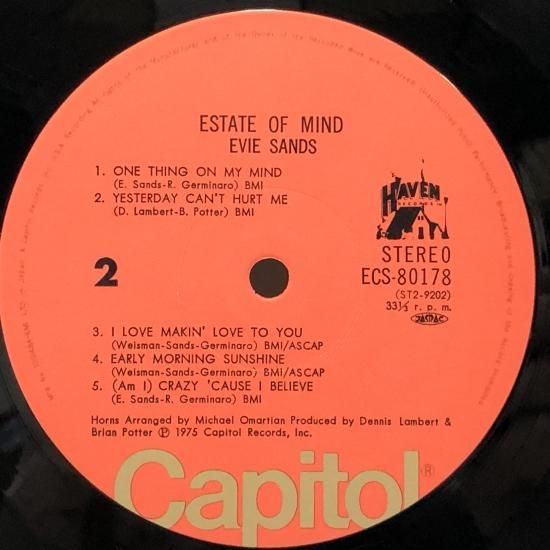 ESTATE OF MIND
EVIE SANDS
1. ONE THING ON MY MIND
(E. Sands-R. Germinaro) BMI
2. YESTERDAY CAN'T HURT ME
(D. Lambert-B. Potter) BMI
HAVEN
RECORDS
2
STEREO
ECS-80178
(ST2-9202)
33⅓ r. p. m.
JASRAC
3. I LOVE MAKIN' LOVE TO YOU
(Weisman-Sands-Germinaro) BMI/ASCAP
4. EARLY MORNING SUNSHINE
(Weisman-Sands-Germinaro) BMI/ASCAP
5. (Am I) CRAZY 'CAUSE I BELIEVE
(E. Sands-R. Germinaro) BMI
Horns Arranged by Michael Omartian Produced by Dennis Lambert &
Brian Potter ℗ 1975 Capitol Records, Inc.
Capitol®